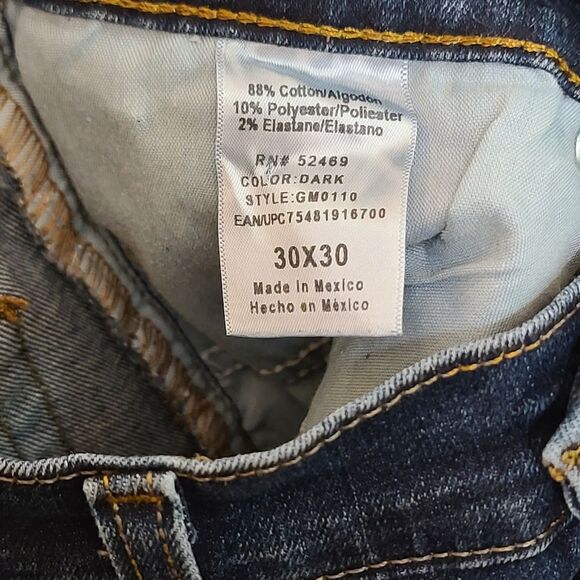 88% Cotton/Algodon
10% Polyester/Poliester
2% Elastane/Elastano
RN# 52469
COLOR:DARK
STYLE:GM0110
EAN/UPC75481916700
30X30
Made in Mexico
Hecho en Mexico